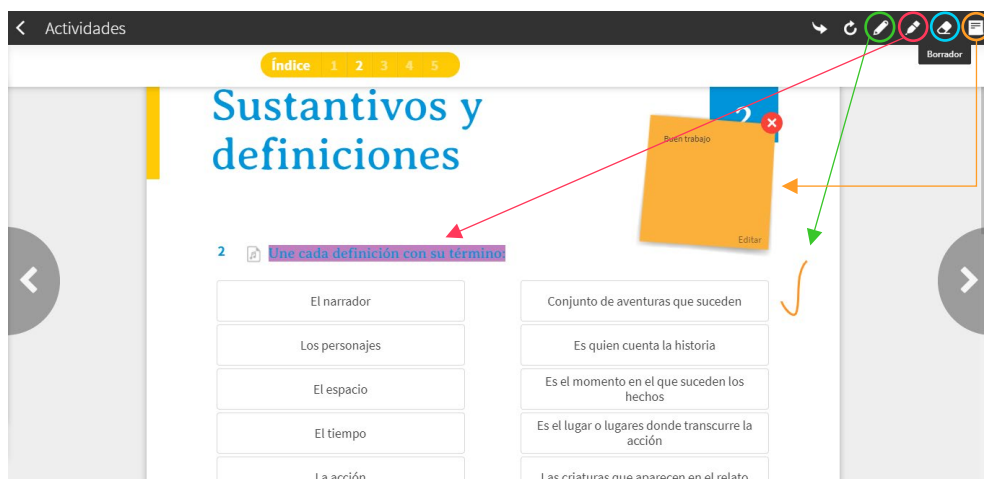 Actividades
Borrador
Índice 1 2 3 4 5
Sustantivos y
definiciones
2
Buen trabajo
Editar
2 Une cada definición con su término:
El narrador
Conjunto de aventuras que suceden
Los personajes
Es quien cuenta la historia
El espacio
Es el momento en el que suceden los
hechos
El tiempo
Es el lugar o lugares donde transcurre la
acción
La acción
Las criaturas que aparecen en el relato